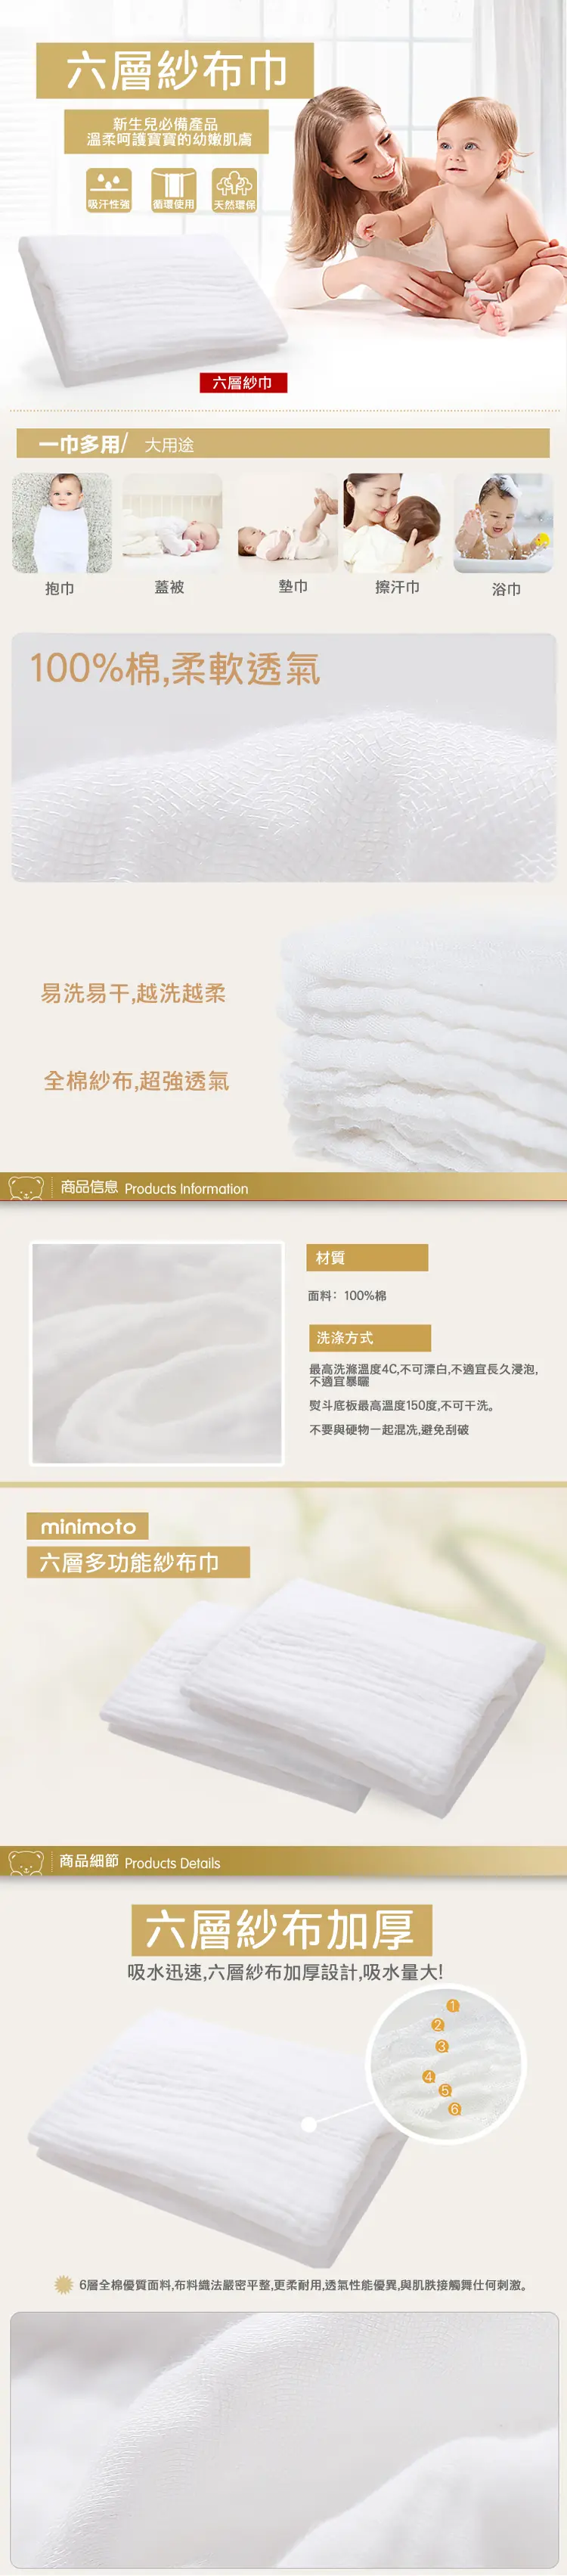 六層紗布巾
新生兒必備產品
溫柔呵護寶寶的幼嫩肌膚
吸汗性強
循環使用
天然環保
六層紗巾
一巾多用/ 大用途
抱巾
蓋被
墊巾
擦汗巾
浴巾
100%棉,柔軟透氣
易洗易干,越洗越柔
全棉紗布,超強透氣
商品信息 Products Information
材質
面料: 100%棉
洗涤方式
最高洗滌溫度4C,不可漂白,不適宜長久浸泡,
不適宜暴曬
熨斗底板最高溫度150度,不可干洗。
不要與硬物一起混洗,避免刮破
minimoto
六層多功能紗布巾
商品細節 Products Details
六層紗布加厚
吸水迅速,六層紗布加厚設計,吸水量大!
1
2
3
4
5
6
6層全棉優質面料,布料織法嚴密平整,更柔耐用,透氣性能優異,與肌肤接觸舞仕何刺激。